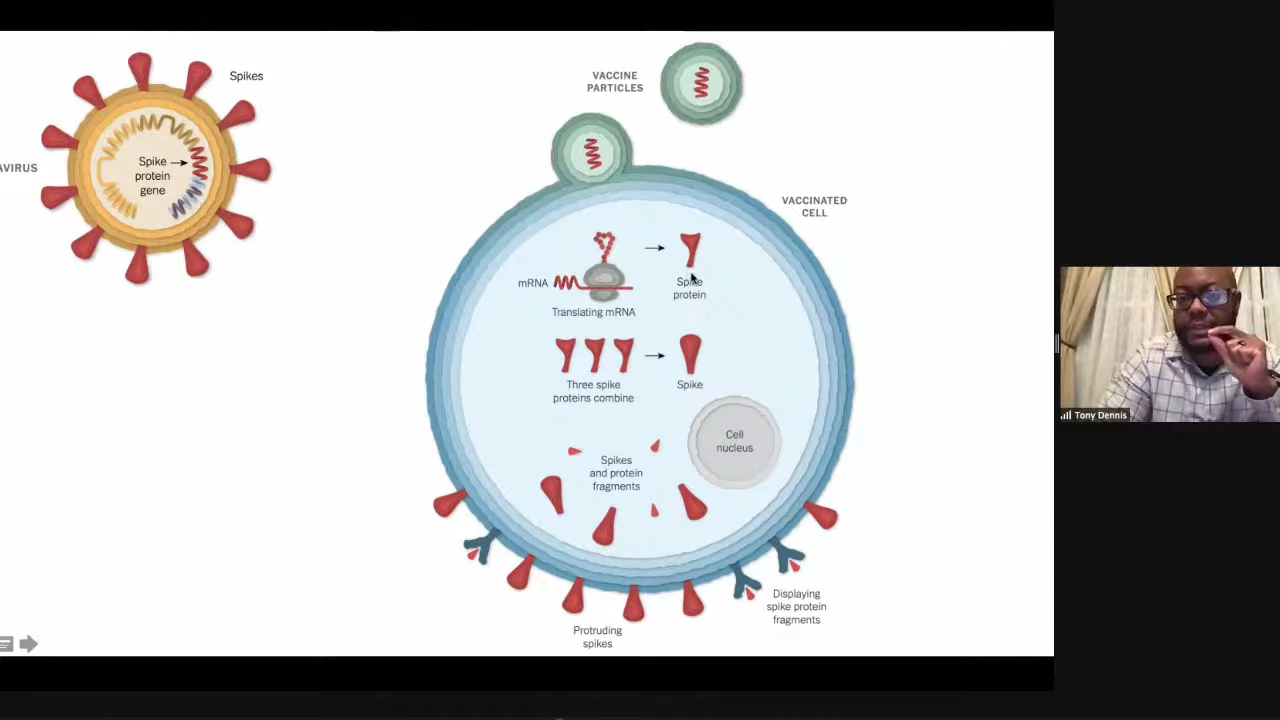 Spikes
AVIRUS
Spike
protein
gene
VACCINE
PARTICLES
VACCINATED
CELL
mRNA
Translating mRNA
Spike
protein
Three spike
proteins combine
Spike
Cell
nucleus
Spikes
and protein
fragments
Displaying
spike protein
fragments
Protruding
spikes
Tony Dennis